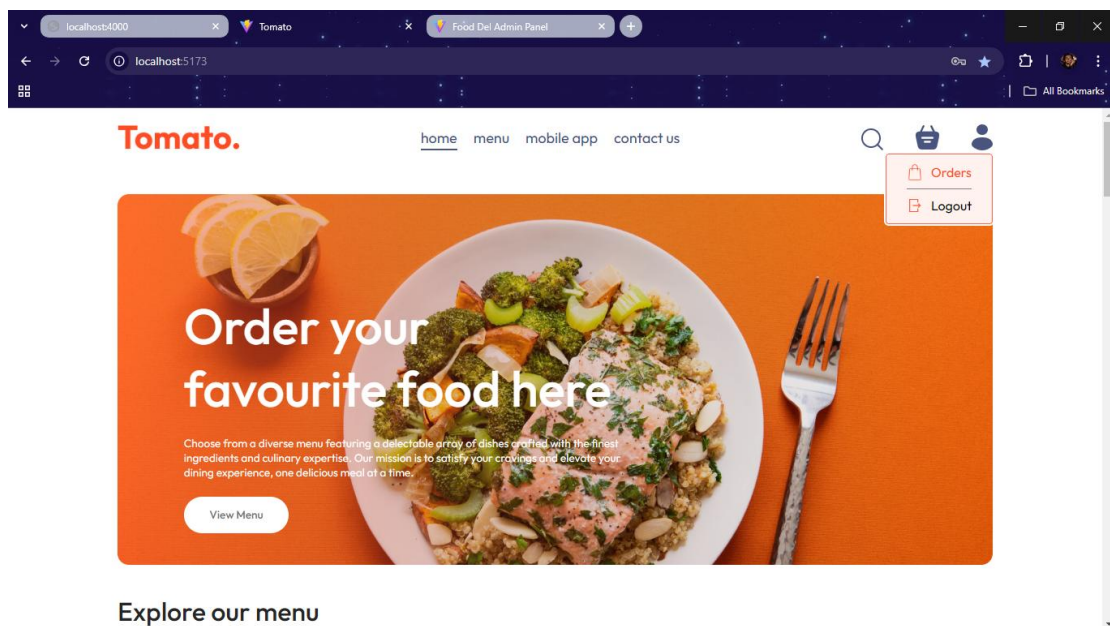 localhost:4000
Tomato
Food Del Admin Panel
localhost:5173
All Bookmarks
Tomato.
home
menu
mobile app
contact us
Orders
Logout
Order your
favourite food here
Choose from a diverse menu featuring a delectable array of dishes crafted with the finest
ingredients and culinary expertise. Our mission is to satisfy your cravings and elevate your
dining experience, one delicious meal at a time.
View Menu
Explore our menu